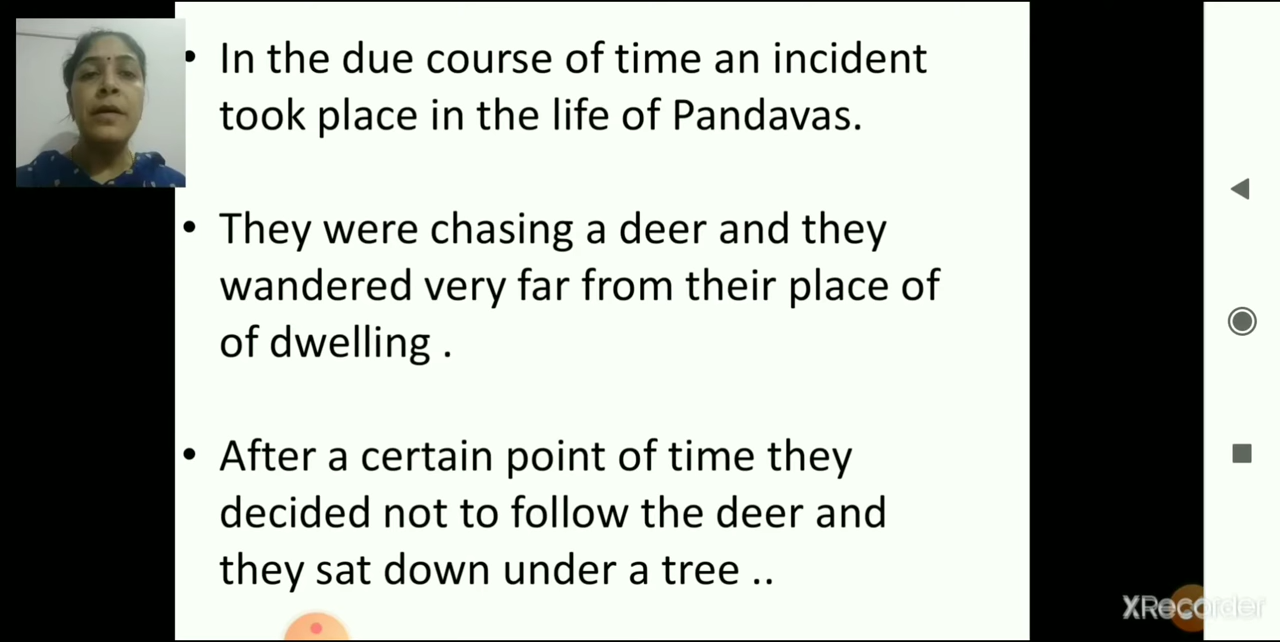 • In the due course of time an incident
took place in the life of Pandavas.
• They were chasing a deer and they
wandered very far from their place of
of dwelling .
• After a certain point of time they
decided not to follow the deer and
they sat down under a tree ..
XRecorder